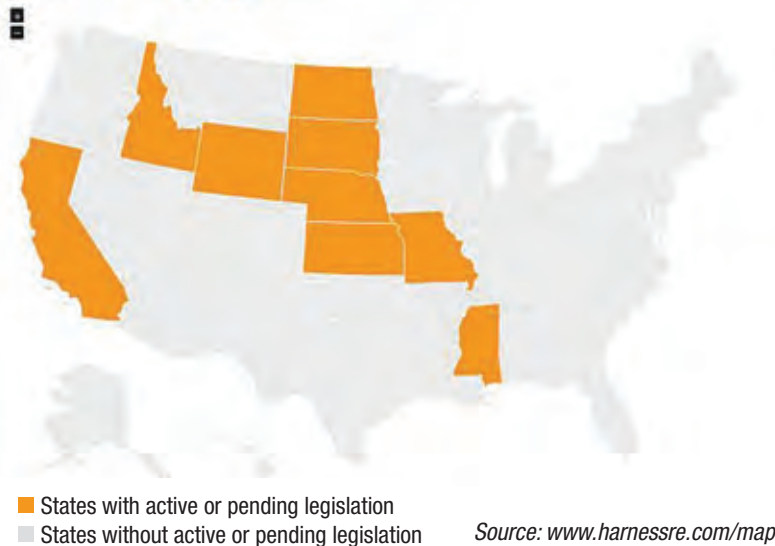 States with active or pending legislation
States without active or pending legislation
Source: www.harnessre.com/map